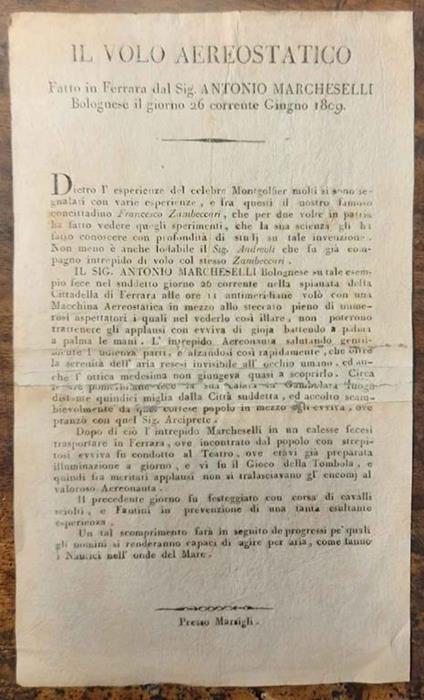 IL VOLO AEREOSTATICO
Fatto in Ferrara dal Sig. ANTONIO MARCHESELLI
Bolognese il giorno 26 corrente Giugno 1809.
Dietro l' esperienze del celebre Montgolfier molti si sono se-
gnalati con varie esperienze, e fra questi il nostro famoso
concittadino Francesco Zambeccari, che per due volte in patria
ha fatto vedere quegli sperimenti, che la sua scienza gli ha
fatto conoscere con profondità di studj su tale invenzione.
Non meno è anche lodabile il Sig. Andreoli che fu già com-
pagno intrepido di volo col stesso Zambeccari.
IL SIG. ANTONIO MARCHESELLI Bolognese su tale esem-
pio fece nel suddetto giorno 26 corrente nella spianata della
Cittadella di Ferrara alle ore 11 antimeridiane volò con una
Macchina Aereostatica in mezzo allo steccato pieno di nume-
rosi aspettatori i quali nel vederlo così illare, non poterono
trattenere gli applausi con evviva di gioja battendo a palma
a palma le mani. L' intrepido Aereonauta salutando gentil-
mente l' udienza partì, e alzandosi così rapidamente, che oltre
la serenità dell' aria resesi invisibile all' occhio umano, ed an-
che l' ottica medesima non giungeva quasi a scoprirlo. Circa
fece la sua calata in Gambulara luogo
distante quindici miglia dalla Città suddetta, ed accolto scam-
bievolmente da quel cortese popolo in mezzo agli evviva, ove
pranzò con quel Sig. Arciprete.
Dopo di ciò l' intrepido Marcheselli in un calesse fecesi
trasportare in Ferrara, ove incontrato dal popolo con strepi-
tosi evviva fu condotto al Teatro, ove eravi già preparata
illuminazione a giorno, e vi fu il Gioco della Tombola, e
quindi fra meritati applausi non si tralasciavano gl' encomj al
valoroso Aereonauta.
Il precedente giorno fu festeggiato con corsa di cavalli
sciolti, e Fantini in prevenzione di una tanta esultante
esperienza.
Un tal scomprimento farà in seguito de progressi pe' quali
gli uomini si renderanno capaci di agire per aria, come fanno
i Nautici nell' onde del Mare.
Presso Marsigli.